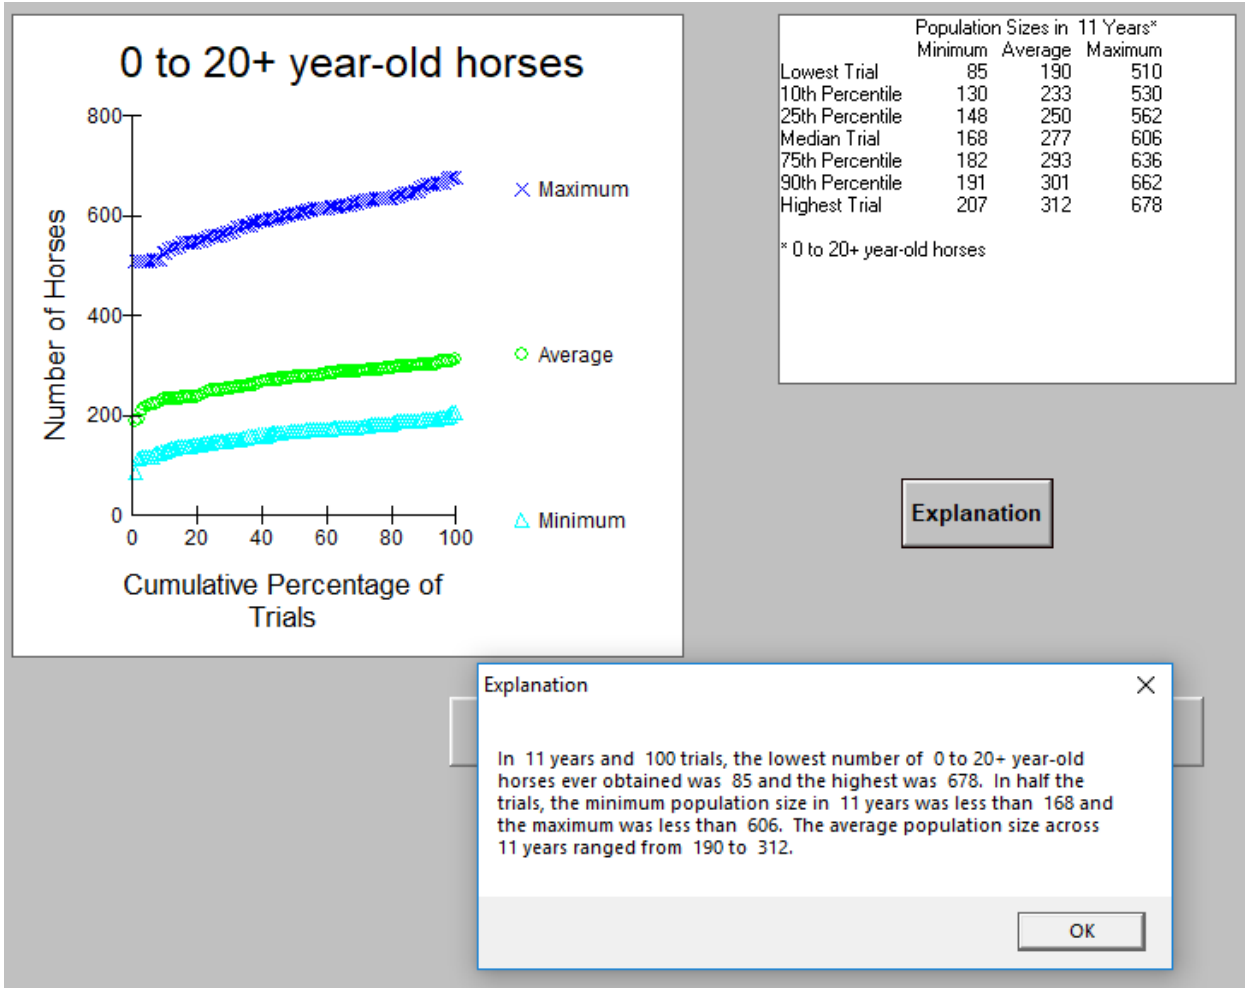 0 to 20+ year-old horses
800
600
400
200
0
Number of Horses
0 20 40 60 80 100
Cumulative Percentage of
Trials
Maximum
Average
Minimum
Population Sizes in 11 Years*
Minimum Average Maximum
Lowest Trial 85 190 510
10th Percentile 130 233 530
25th Percentile 148 250 562
Median Trial 168 277 606
75th Percentile 182 293 636
90th Percentile 191 301 662
Highest Trial 207 312 678
* 0 to 20+ year-old horses
Explanation
Explanation
In 11 years and 100 trials, the lowest number of 0 to 20+ year-old
horses ever obtained was 85 and the highest was 678. In half the
trials, the minimum population size in 11 years was less than 168 and
the maximum was less than 606. The average population size across
11 years ranged from 190 to 312.
OK